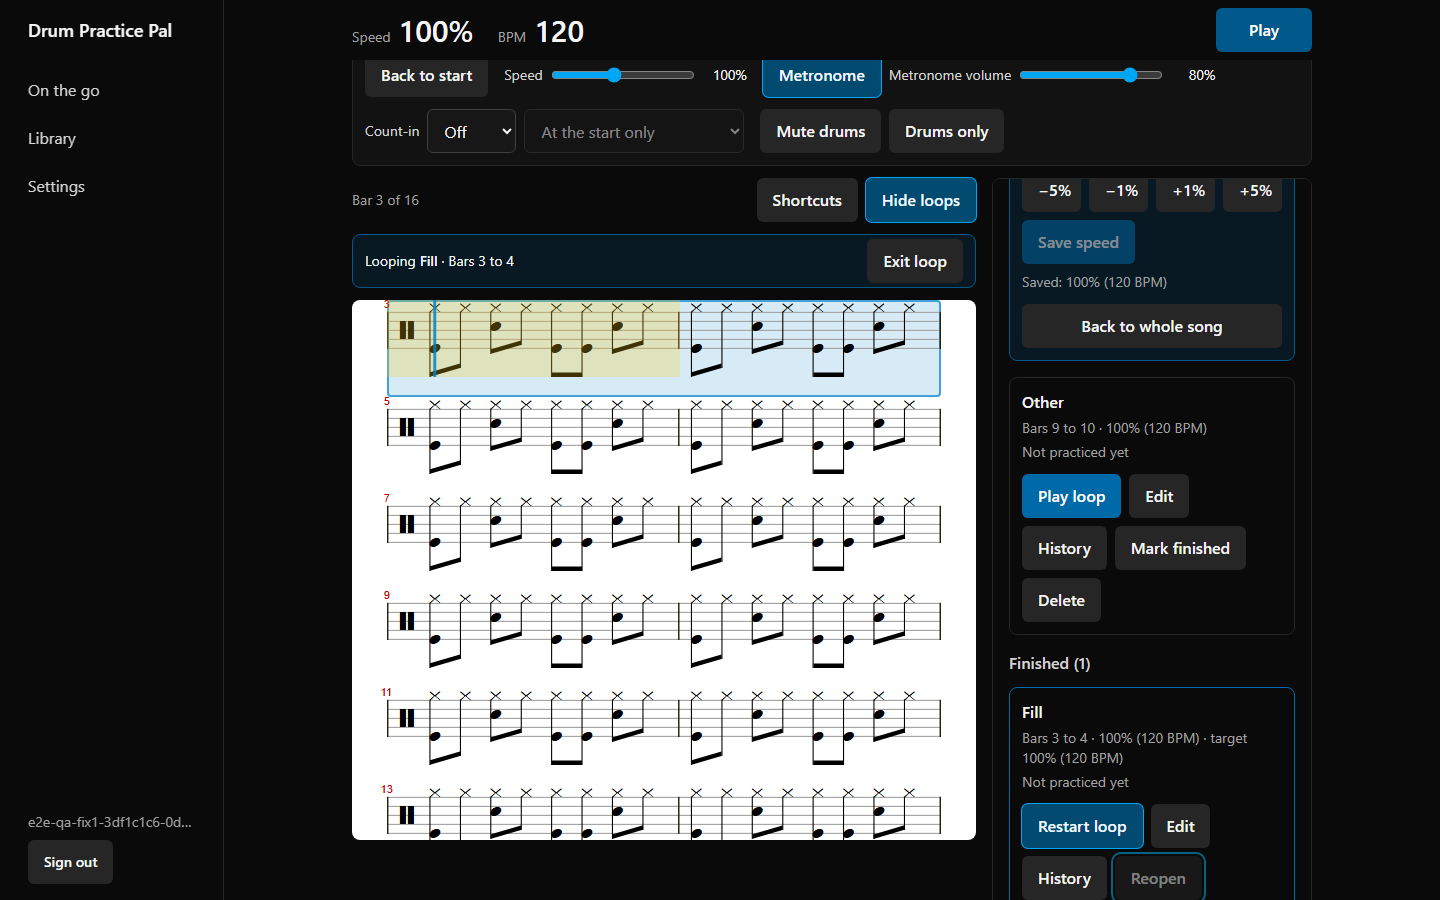 Drum Practice Pal
On the go
Library
Settings
e2e-qa-fix1-3df1c1c6-0d...
Sign out
Speed 100% BPM 120
Play
Back to start Speed 100% Metronome Metronome volume 80%
Count-in Off At the start only Mute drums Drums only
Bar 3 of 16 Shortcuts Hide loops
Looping Fill · Bars 3 to 4 Exit loop
3
5
7
9
11
13
−5% −1% +1% +5%
Save speed
Saved: 100% (120 BPM)
Back to whole song
Other
Bars 9 to 10 · 100% (120 BPM)
Not practiced yet
Play loop Edit
History Mark finished
Delete
Finished (1)
Fill
Bars 3 to 4 · 100% (120 BPM) · target
100% (120 BPM)
Not practiced yet
Restart loop Edit
History Reopen